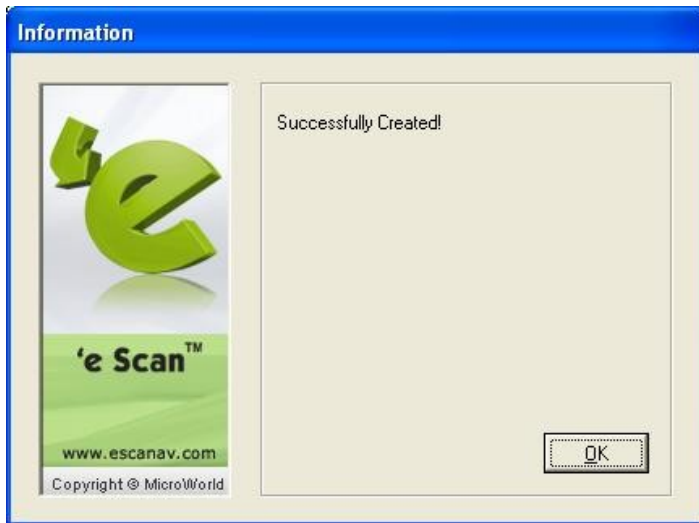 Information
Successfully Created!
'e
‘e Scan™
www.escanav.com
Copyright © MicroWorld
OK